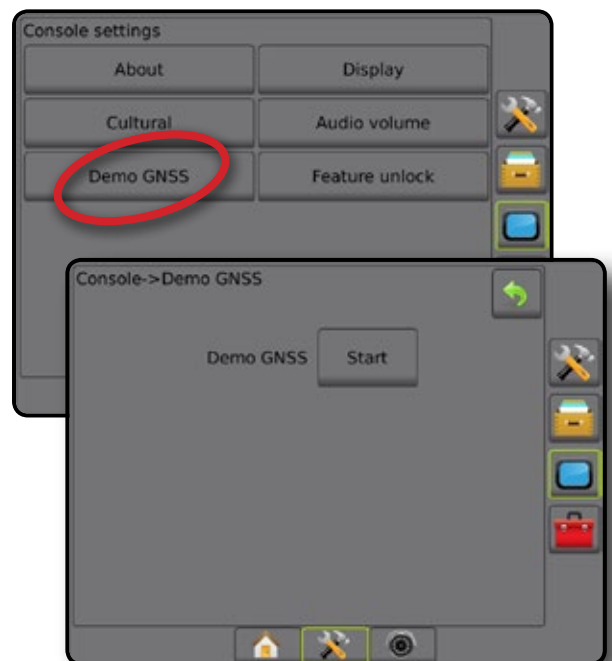 Console settings
About
Display
Cultural
Audio volume
Demo GNSS
Feature unlock
Console->Demo GNSS
Demo GNSS
Start